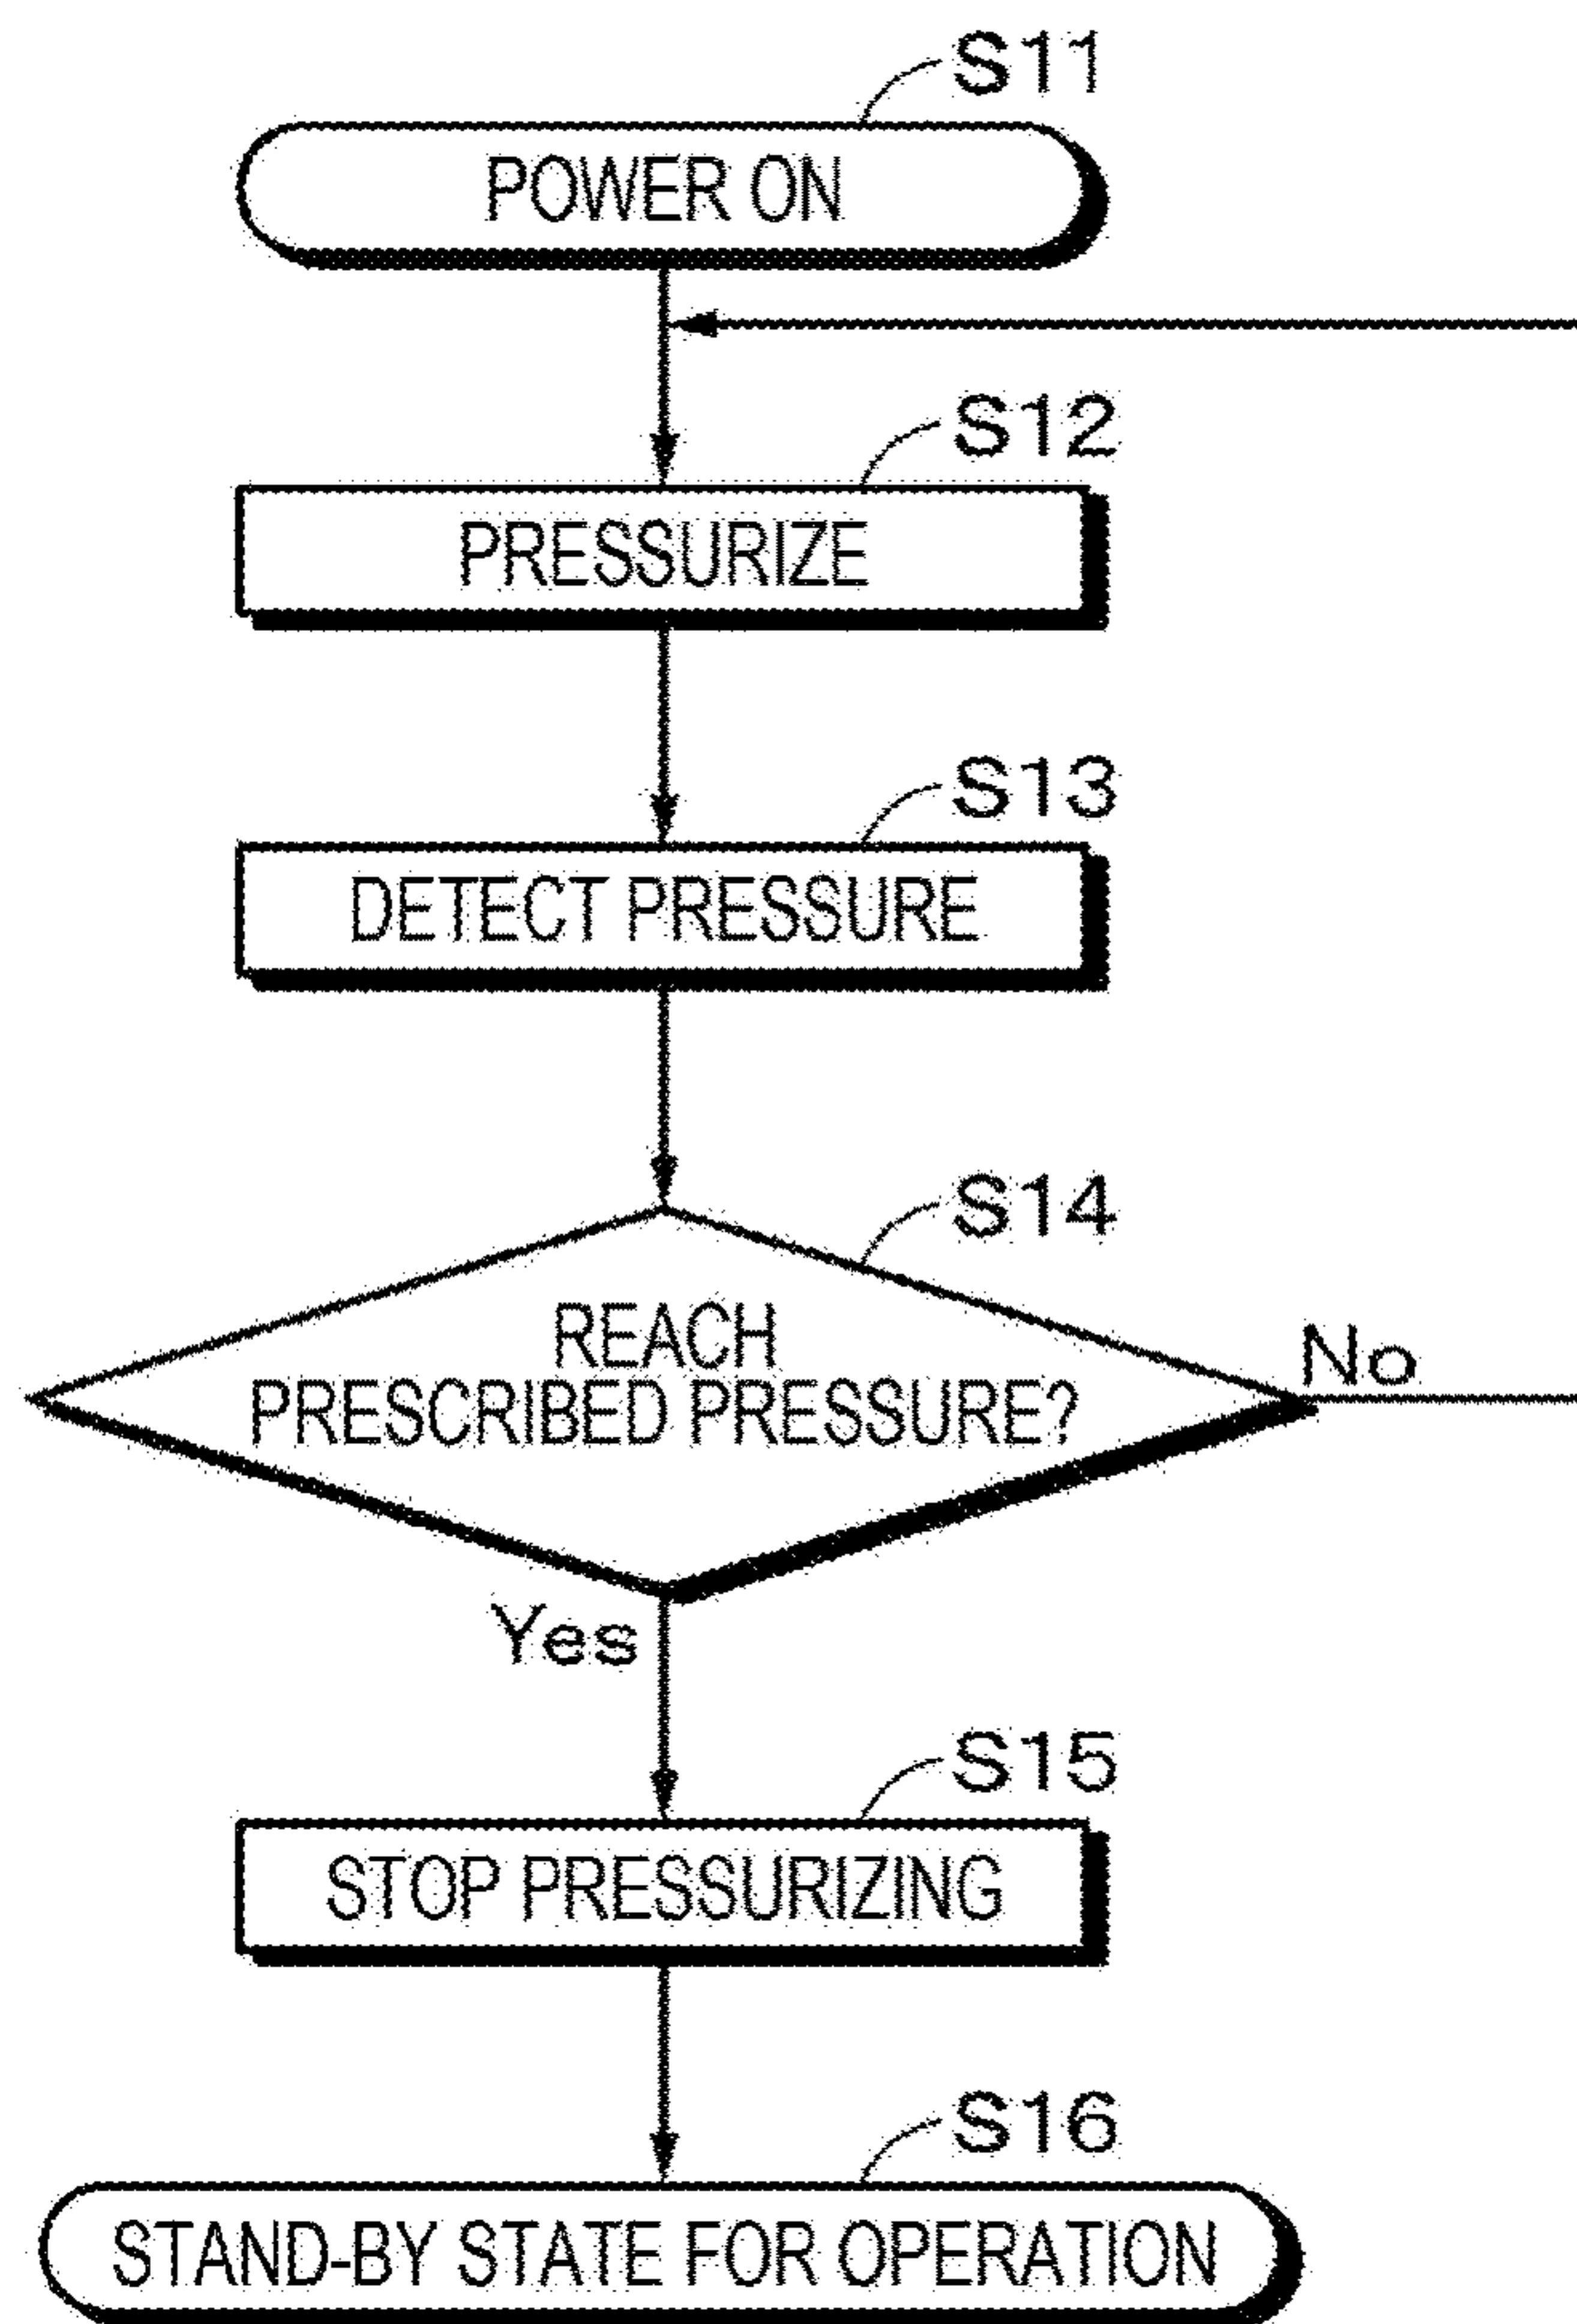 S11
POWER ON
S12
PRESSURIZE
S13
DETECT PRESSURE
S14
REACH
PRESCRIBED PRESSURE?
No
Yes
S15
STOP PRESSURIZING
S16
STAND-BY STATE FOR OPERATION